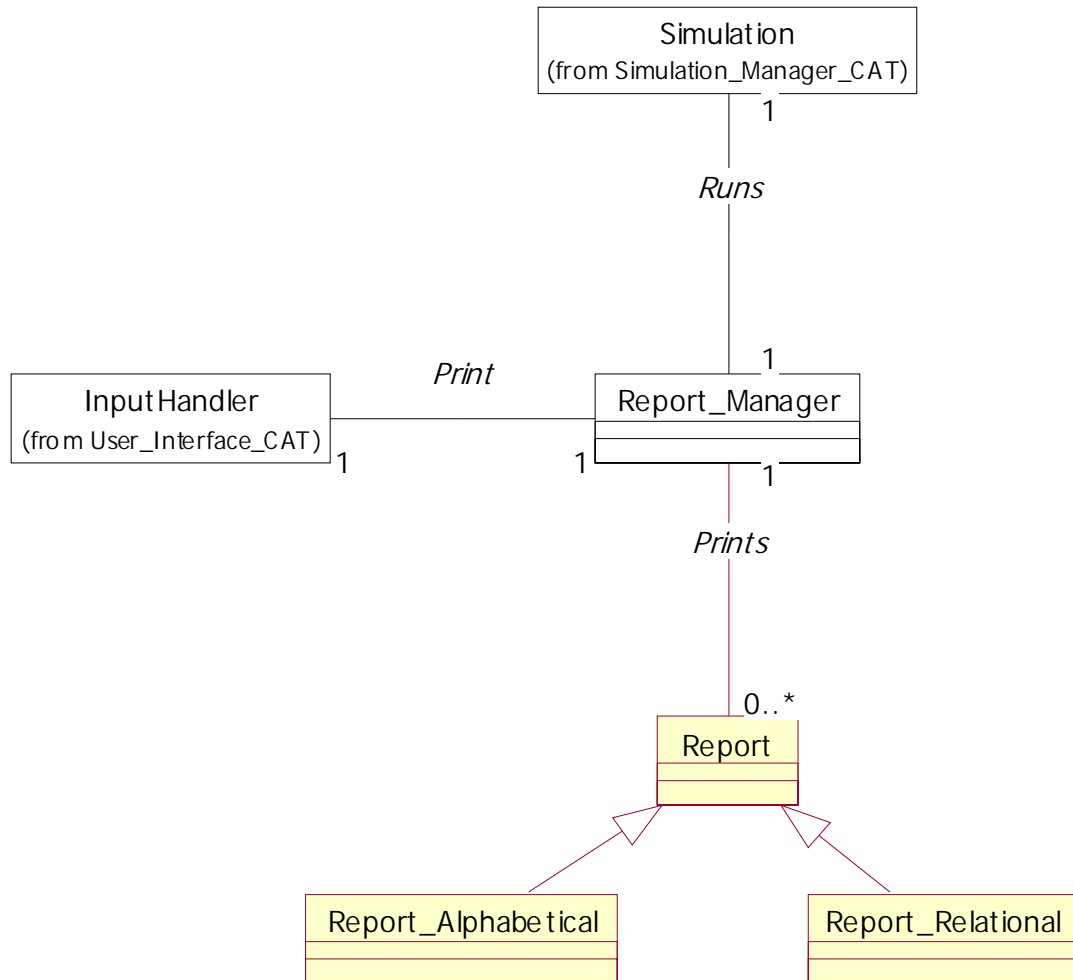 Simulation
(from Simulation_Manager_CAT)
1
Runs
1
Print
InputHandler
(from User_Interface_CAT)
Report_Manager
1
1
1
Prints
0..*
Report
Report_Alphabetical
Report_Relational